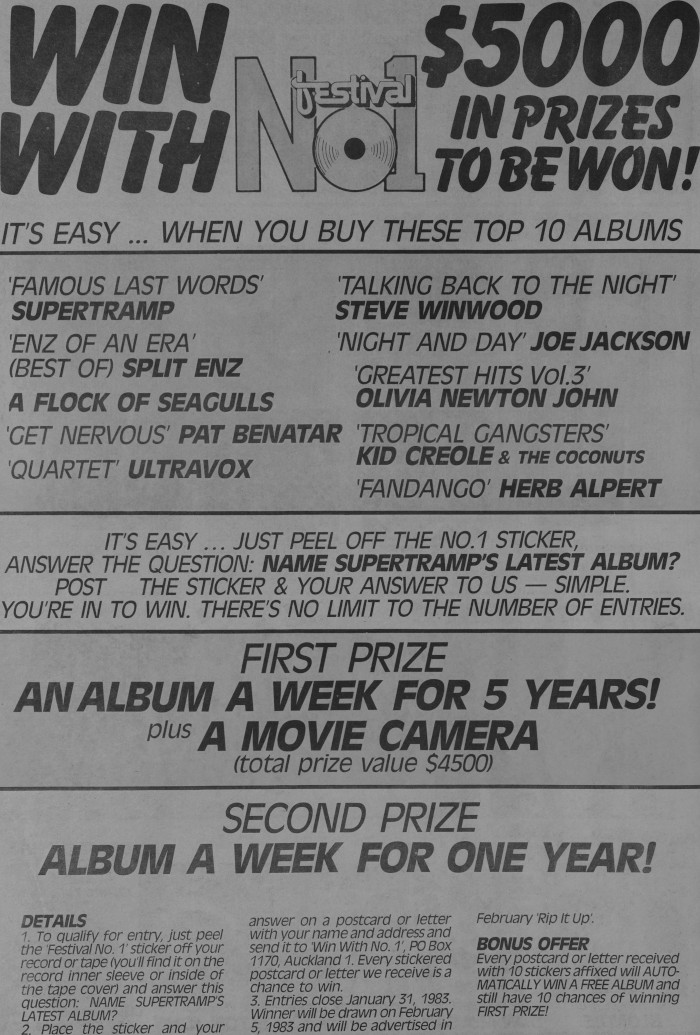 WIN
WITH
festival
No1
$5000
IN PRIZES
TO BE WON!
IT'S EASY ... WHEN YOU BUY THESE TOP 10 ALBUMS
'FAMOUS LAST WORDS'
SUPERTRAMP
'ENZ OF AN ERA'
(BEST OF) SPLIT ENZ
A FLOCK OF SEAGULLS
'GET NERVOUS' PAT BENATAR
'QUARTET' ULTRAVOX
'TALKING BACK TO THE NIGHT'
STEVE WINWOOD
'NIGHT AND DAY' JOE JACKSON
'GREATEST HITS Vol.3'
OLIVIA NEWTON JOHN
'TROPICAL GANGSTERS'
KID CREOLE & THE COCONUTS
'FANDANGO' HERB ALPERT
IT'S EASY ... JUST PEEL OFF THE NO.1 STICKER,
ANSWER THE QUESTION: NAME SUPERTRAMP'S LATEST ALBUM?
POST THE STICKER & YOUR ANSWER TO US — SIMPLE.
YOU'RE IN TO WIN. THERE'S NO LIMIT TO THE NUMBER OF ENTRIES.
FIRST PRIZE
AN ALBUM A WEEK FOR 5 YEARS!
plus A MOVIE CAMERA
(total prize value $4500)
SECOND PRIZE
ALBUM A WEEK FOR ONE YEAR!
DETAILS
1. To qualify for entry, just peel
the 'Festival No. 1' sticker off your
record or tape (you'll find it on the
record inner sleeve or inside of
the tape cover) and answer this
question: NAME SUPERTRAMP'S
LATEST ALBUM?
2. Place the sticker and your
answer on a postcard or letter
with your name and address and
send it to 'Win With No. 1', PO Box
1170, Auckland 1. Every stickered
postcard or letter we receive is a
chance to win.
3. Entries close January 31, 1983.
Winner will be drawn on February
5, 1983 and will be advertised in
February 'Rip It Up'.
BONUS OFFER
Every postcard or letter received
with 10 stickers affixed will AUTO-
MATICALLY WIN A FREE ALBUM and
still have 10 chances of winning
FIRST PRIZE!